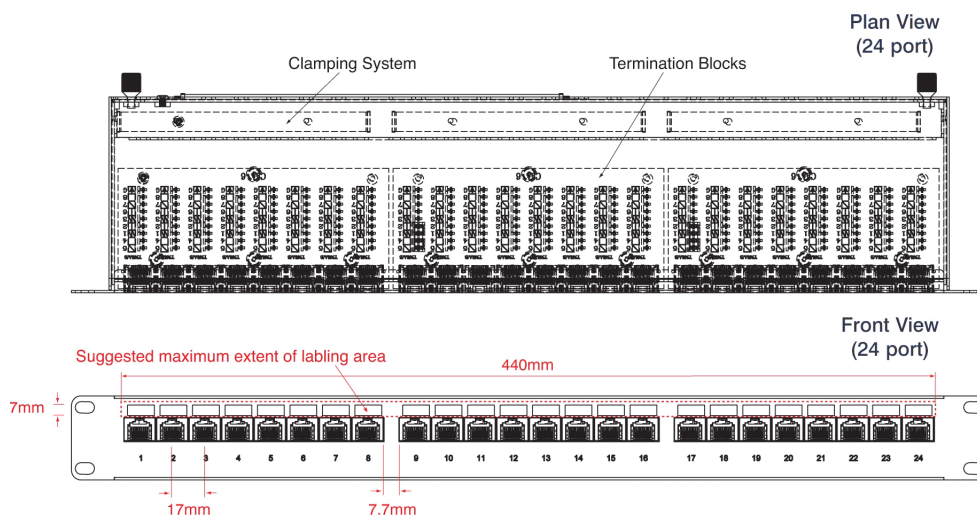 Plan View
(24 port)
Clamping System
Termination Blocks
Front View
(24 port)
Suggested maximum extent of labling area
440mm
7mm
1 2 3 4 5 6 7 8 9 10 11 12 13 14 15 16 17 18 19 20 21 22 23 24
17mm
7.7mm